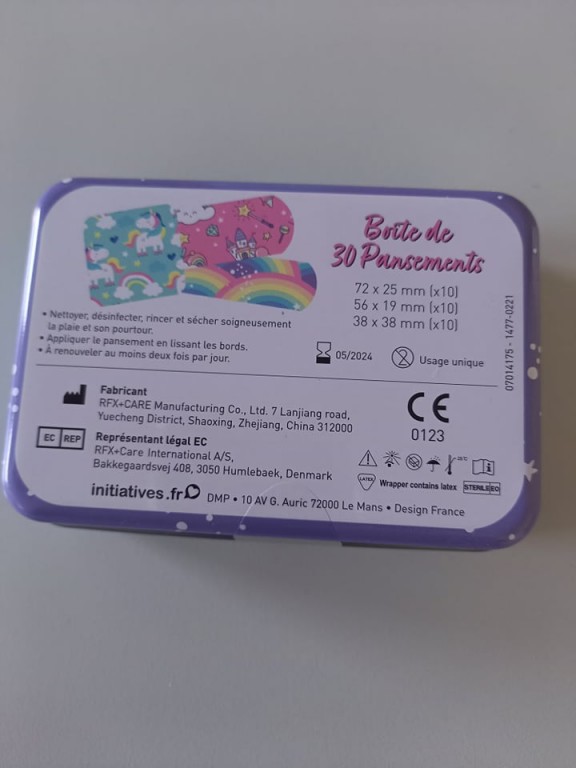 Boîte de
30 Pansements
72 x 25 mm (x10)
56 x 19 mm (x10)
38 x 38 mm (x10)
• Nettoyer, désinfecter, rincer et sécher soigneusement
la plaie et son pourtour.
• Appliquer le pansement en lissant les bords.
• À renouveler au moins deux fois par jour.
05/2024
Usage unique
07014175 - 1477-0221
Fabricant
RFX+CARE Manufacturing Co., Ltd. 7 Lanjiang road,
Yuecheng District, Shaoxing, Zhejiang, China 312000
CE
0123
EC REP
Représentant légal EC
RFX+Care International A/S,
Bakkegaardsvej 408, 3050 Humlebaek, Denmark
LATEX
Wrapper contains latex
STERILE EO
initiatives.fr
DMP • 10 AV G. Auric 72000 Le Mans • Design France